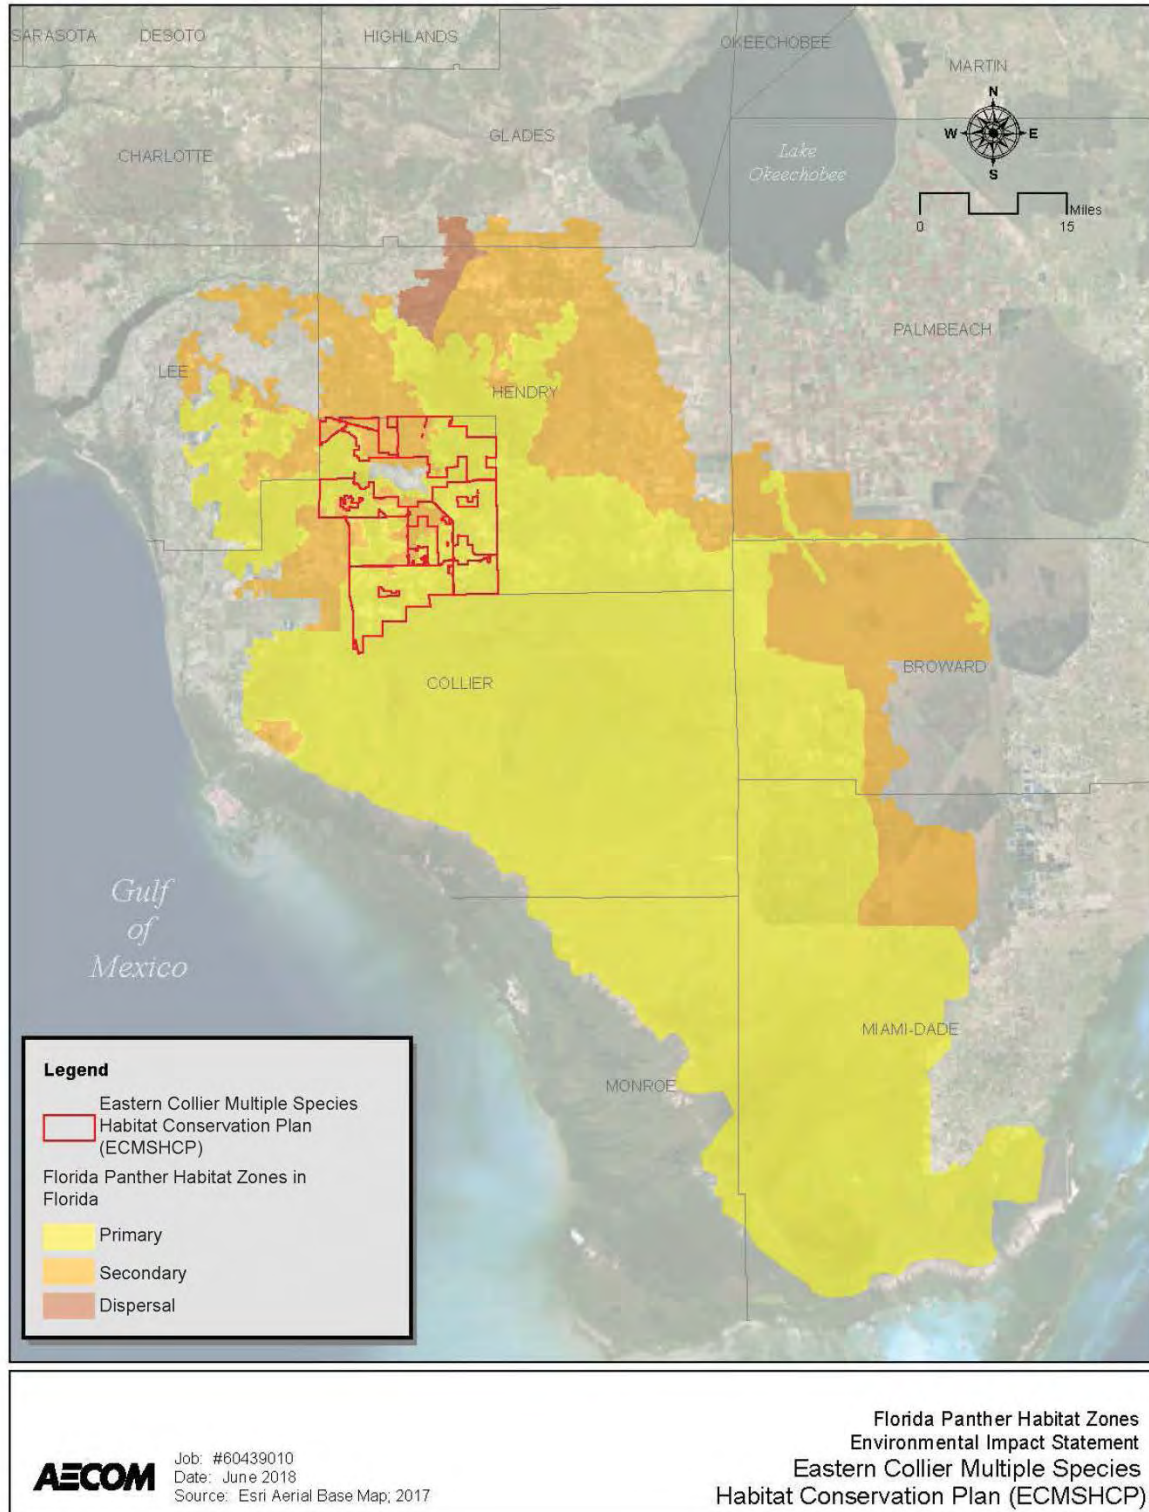 SARASOTA
DESOTO
HIGHLANDS
OKEECHOBEE
MARTIN
N
W
E
S
GLADES
CHARLOTTE
Lake
Okeechobee
Miles
0
15
PALMBEACH
LEE
HENDRY
BROWARD
COLLIER
Gulf
of
Mexico
MIAMI-DADE
MONROE
Legend
Eastern Collier Multiple Species
Habitat Conservation Plan
(ECMSHCP)
Florida Panther Habitat Zones in
Florida
Primary
Secondary
Dispersal
AECOM
Job: #60439010
Date: June 2018
Source: Esri Aerial Base Map; 2017
Florida Panther Habitat Zones
Environmental Impact Statement
Eastern Collier Multiple Species
Habitat Conservation Plan (ECMSHCP)